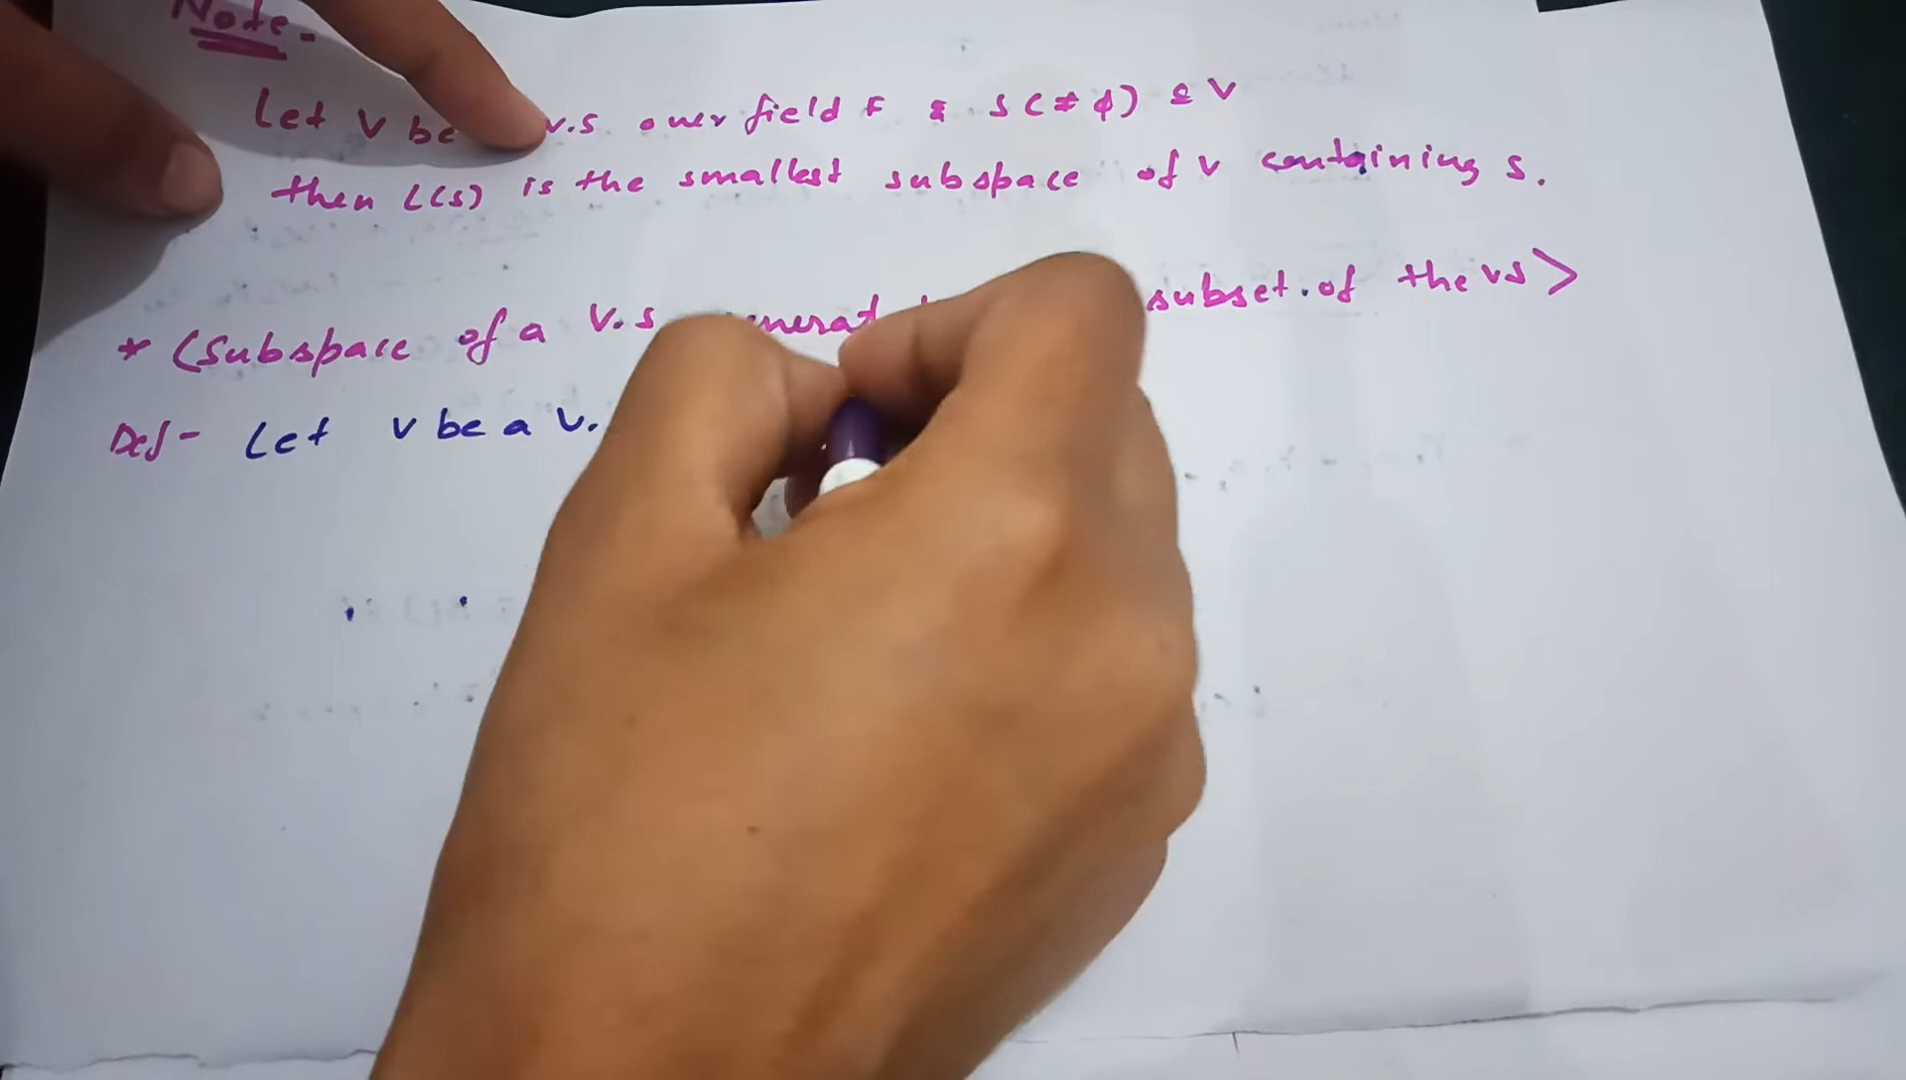 Note-
Let V be v.s over field F & S(≠ϕ) ⊆ V
then L(S) is the smallest subspace of V containing S.
* (Subspace of a V.S subset of the VS >
Def- Let V be a V.